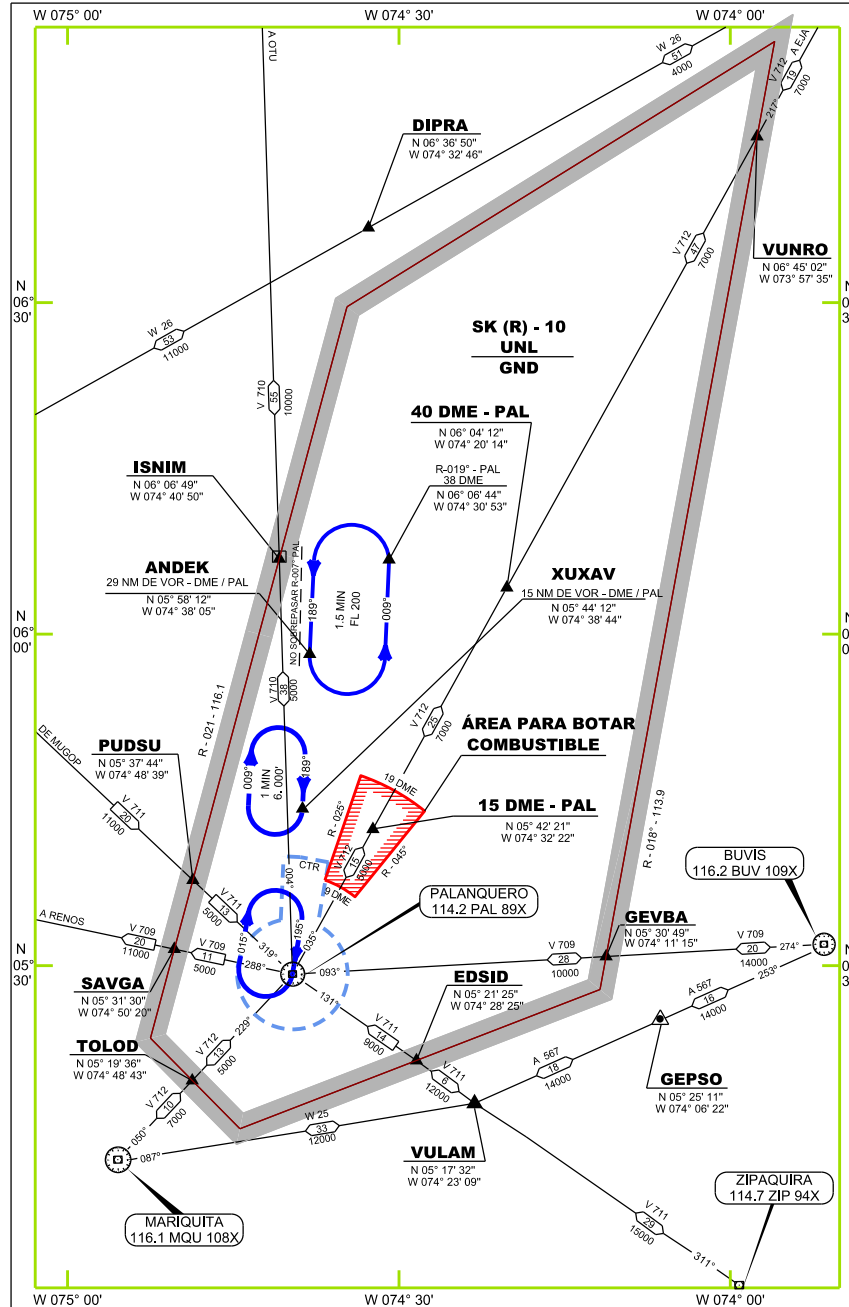 W 075° 00'
W 074° 30'
W 074° 00'
A OTU
W 26
51
4000
V 712
19
7000
A EJA
217°
DIPRA
N 06° 36' 50"
W 074° 32' 46"
V 712
47
7000
VUNRO
N 06° 45' 02"
W 073° 57' 35"
N
06°
30'
N
0
3
W 26
53
11000
SK (R) - 10
UNL
GND
V 710
55
10000
40 DME - PAL
N 06° 04' 12"
W 074° 20' 14"
ISNIM
N 06° 06' 49"
W 074° 40' 50"
R-019° - PAL
38 DME
N 06° 06' 44"
W 074° 30' 53"
ANDEK
29 NM DE VOR - DME / PAL
N 05° 58' 12"
W 074° 38' 05"
NO SOBREPASAR R-007° PAL
189°
1.5 MIN
FL 200
009°
XUXAV
15 NM DE VOR - DME / PAL
N 05° 44' 12"
W 074° 38' 44"
N
06°
00'
N
0
0
V 710
38
5000
R - 021 - 116.1
V 712
25
7000
DE MUGOP
PUDSU
N 05° 37' 44"
W 074° 48' 39"
009°
1 MIN
6. 000'
189°
ÁREA PARA BOTAR
COMBUSTIBLE
19 DME
R - 025°
R - 045°
9 DME
15 DME - PAL
N 05° 42' 21"
W 074° 32' 22"
V 711
20
11000
V 712
15
5000
CTR
R - 018° - 113.9
BUVIS
116.2 BUV 109X
004°
V 711
13
5000
319°
015°
195°
035°
PALANQUERO
114.2 PAL 89X
A RENOS
V 709
20
11000
V 709
11
5000
288°
GEVBA
N 05° 30' 49"
W 074° 11' 15"
V 709
20
14000
274°
093°
V 709
28
10000
N
05°
30'
N
0
3
SAVGA
N 05° 31' 30"
W 074° 50' 20"
131°
229°
EDSID
N 05° 21' 25"
W 074° 28' 25"
253°
A 567
16
14000
V 711
14
9000
TOLOD
N 05° 19' 36"
W 074° 48' 43"
V 712
13
5000
A 567
18
14000
GEPSO
N 05° 25' 11"
W 074° 06' 22"
V 711
6
12000
V 712
10
7000
050°
W 25
33
12000
087°
VULAM
N 05° 17' 32"
W 074° 23' 09"
MARIQUITA
116.1 MQU 108X
ZIPAQUIRA
114.7 ZIP 94X
V 711
29
15000
311°
W 075° 00'
W 074° 30'
W 074° 00'